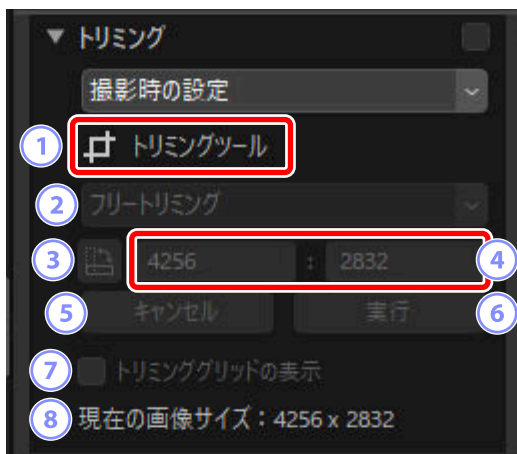 ▼ トリミング
撮影時の設定
1 トリミングツール
2 フリートリミング
3 4256 : 2832 4
5 キャンセル 実行 6
7 トリミンググリッドの表示
8 現在の画像サイズ：4256 x 2832